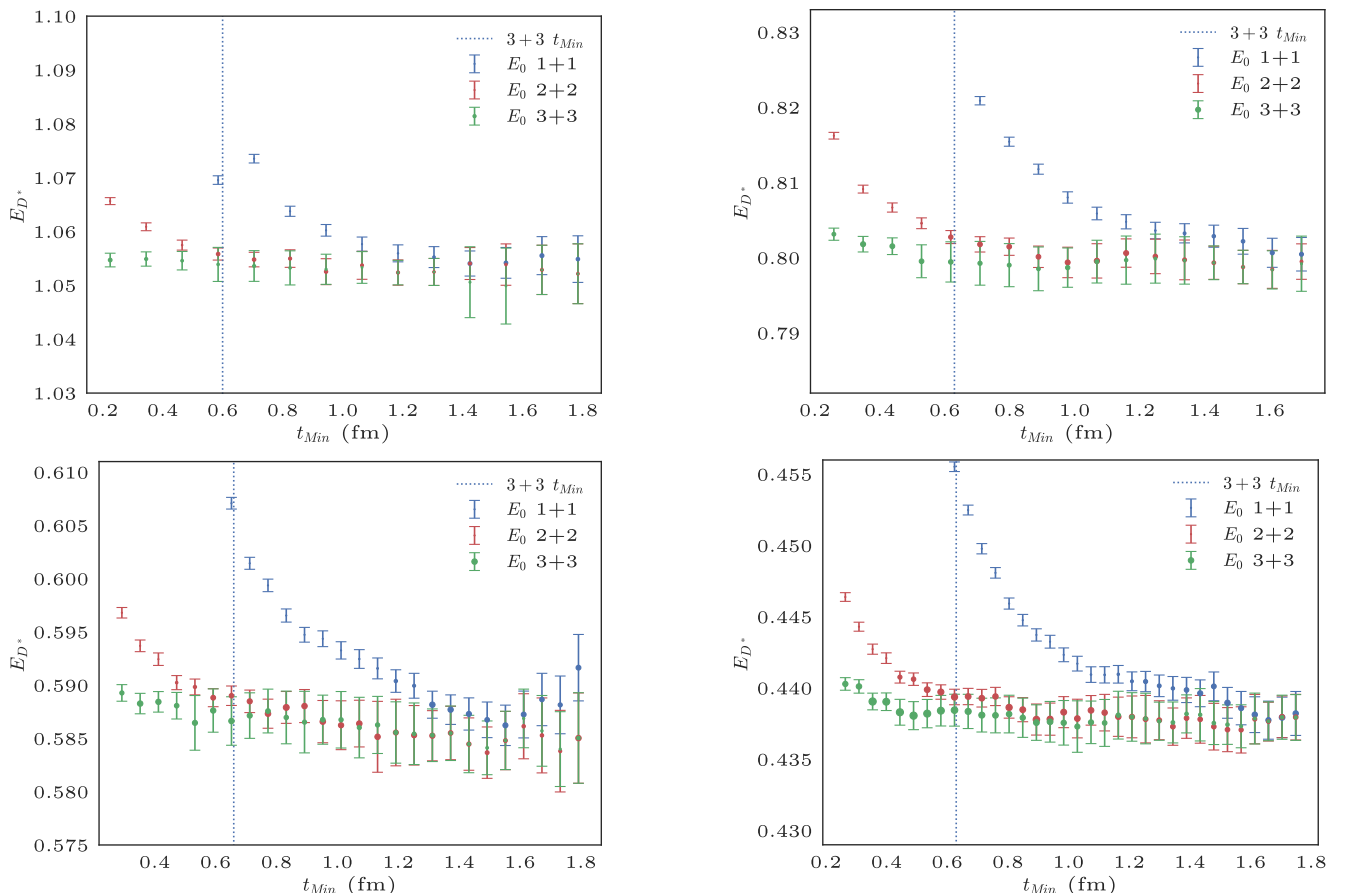 1.10
1.09
1.08
1.07
1.06
1.05
1.04
1.03
E_{D^*}
3+3 t_{Min}
E_0 1+1
E_0 2+2
E_0 3+3
0.2 0.4 0.6 0.8 1.0 1.2 1.4 1.6 1.8
t_{Min} (fm)
0.83
0.82
0.81
0.80
0.79
E_{D^*}
3+3 t_{Min}
E_0 1+1
E_0 2+2
E_0 3+3
0.2 0.4 0.6 0.8 1.0 1.2 1.4 1.6
t_{Min} (fm)
0.610
0.605
0.600
0.595
0.590
0.585
0.580
0.575
E_{D^*}
3+3 t_{Min}
E_0 1+1
E_0 2+2
E_0 3+3
0.4 0.6 0.8 1.0 1.2 1.4 1.6 1.8
t_{Min} (fm)
0.455
0.450
0.445
0.440
0.435
0.430
E_{D^*}
3+3 t_{Min}
E_0 1+1
E_0 2+2
E_0 3+3
0.2 0.4 0.6 0.8 1.0 1.2 1.4 1.6 1.8
t_{Min} (fm)